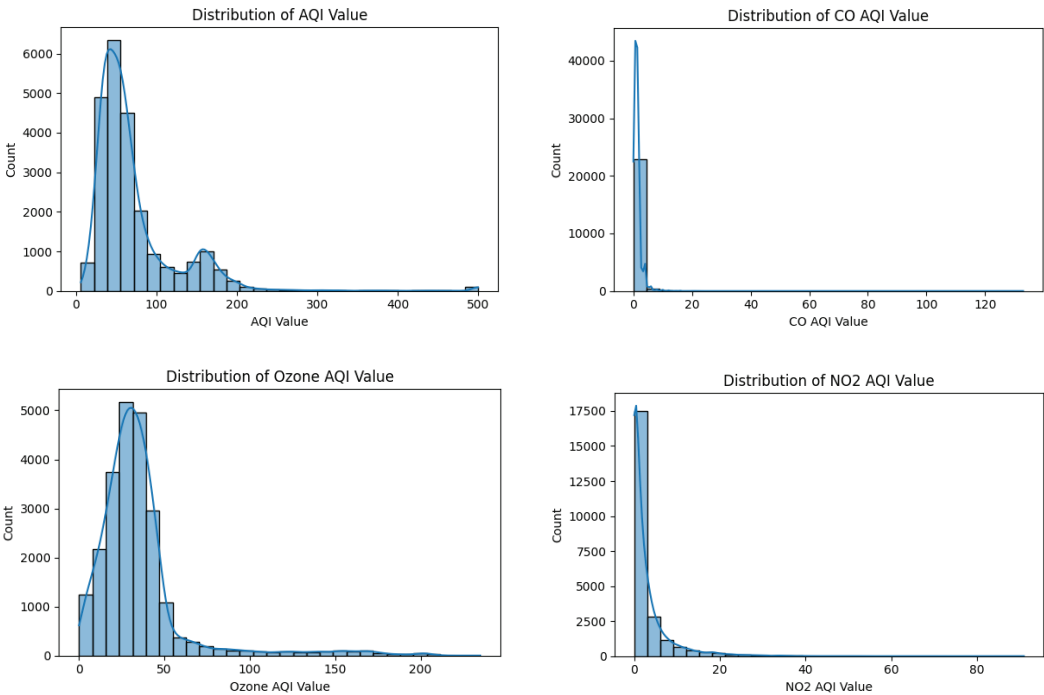 Distribution of AQI Value
6000
5000
4000
3000
2000
1000
0
Count
0 100 200 300 400 500
AQI Value
Distribution of CO AQI Value
40000
30000
20000
10000
0
Count
0 20 40 60 80 100 120
CO AQI Value
Distribution of Ozone AQI Value
5000
4000
3000
2000
1000
0
Count
0 50 100 150 200
Ozone AQI Value
Distribution of NO2 AQI Value
17500
15000
12500
10000
7500
5000
2500
0
Count
0 20 40 60 80
NO2 AQI Value